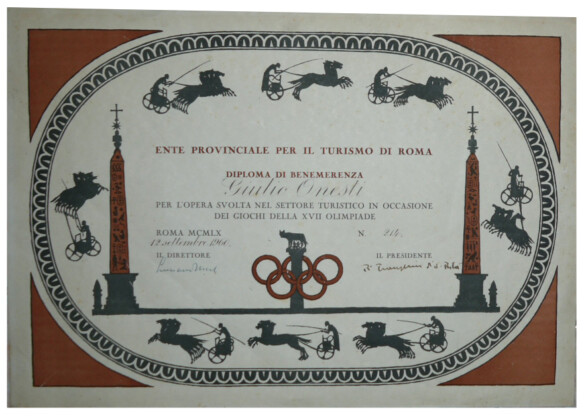 ENTE PROVINCIALE PER IL TURISMO DI ROMA
DIPLOMA DI BENEMERENZA
Giulio Onesti
PER L'OPERA SVOLTA NEL SETTORE TURISTICO IN OCCASIONE
DEI GIOCHI DELLA XVII OLIMPIADE
ROMA MCMLX N. 214
12 settembre 1960.
IL DIRETTORE IL PRESIDENTE